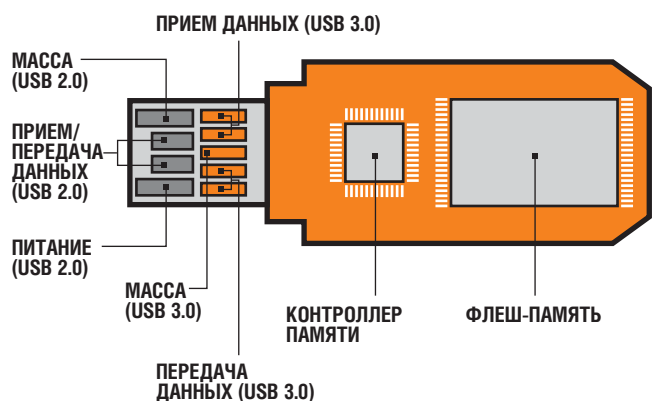 ПРИЕМ ДАННЫХ (USB 3.0)
МАССА
(USB 2.0)
ПРИЕМ/
ПЕРЕДАЧА
ДАННЫХ
(USB 2.0)
ПИТАНИЕ
(USB 2.0)
МАССА
(USB 3.0)
ПЕРЕДАЧА
ДАННЫХ (USB 3.0)
КОНТРОЛЛЕР
ПАМЯТИ
ФЛЕШ-ПАМЯТЬ